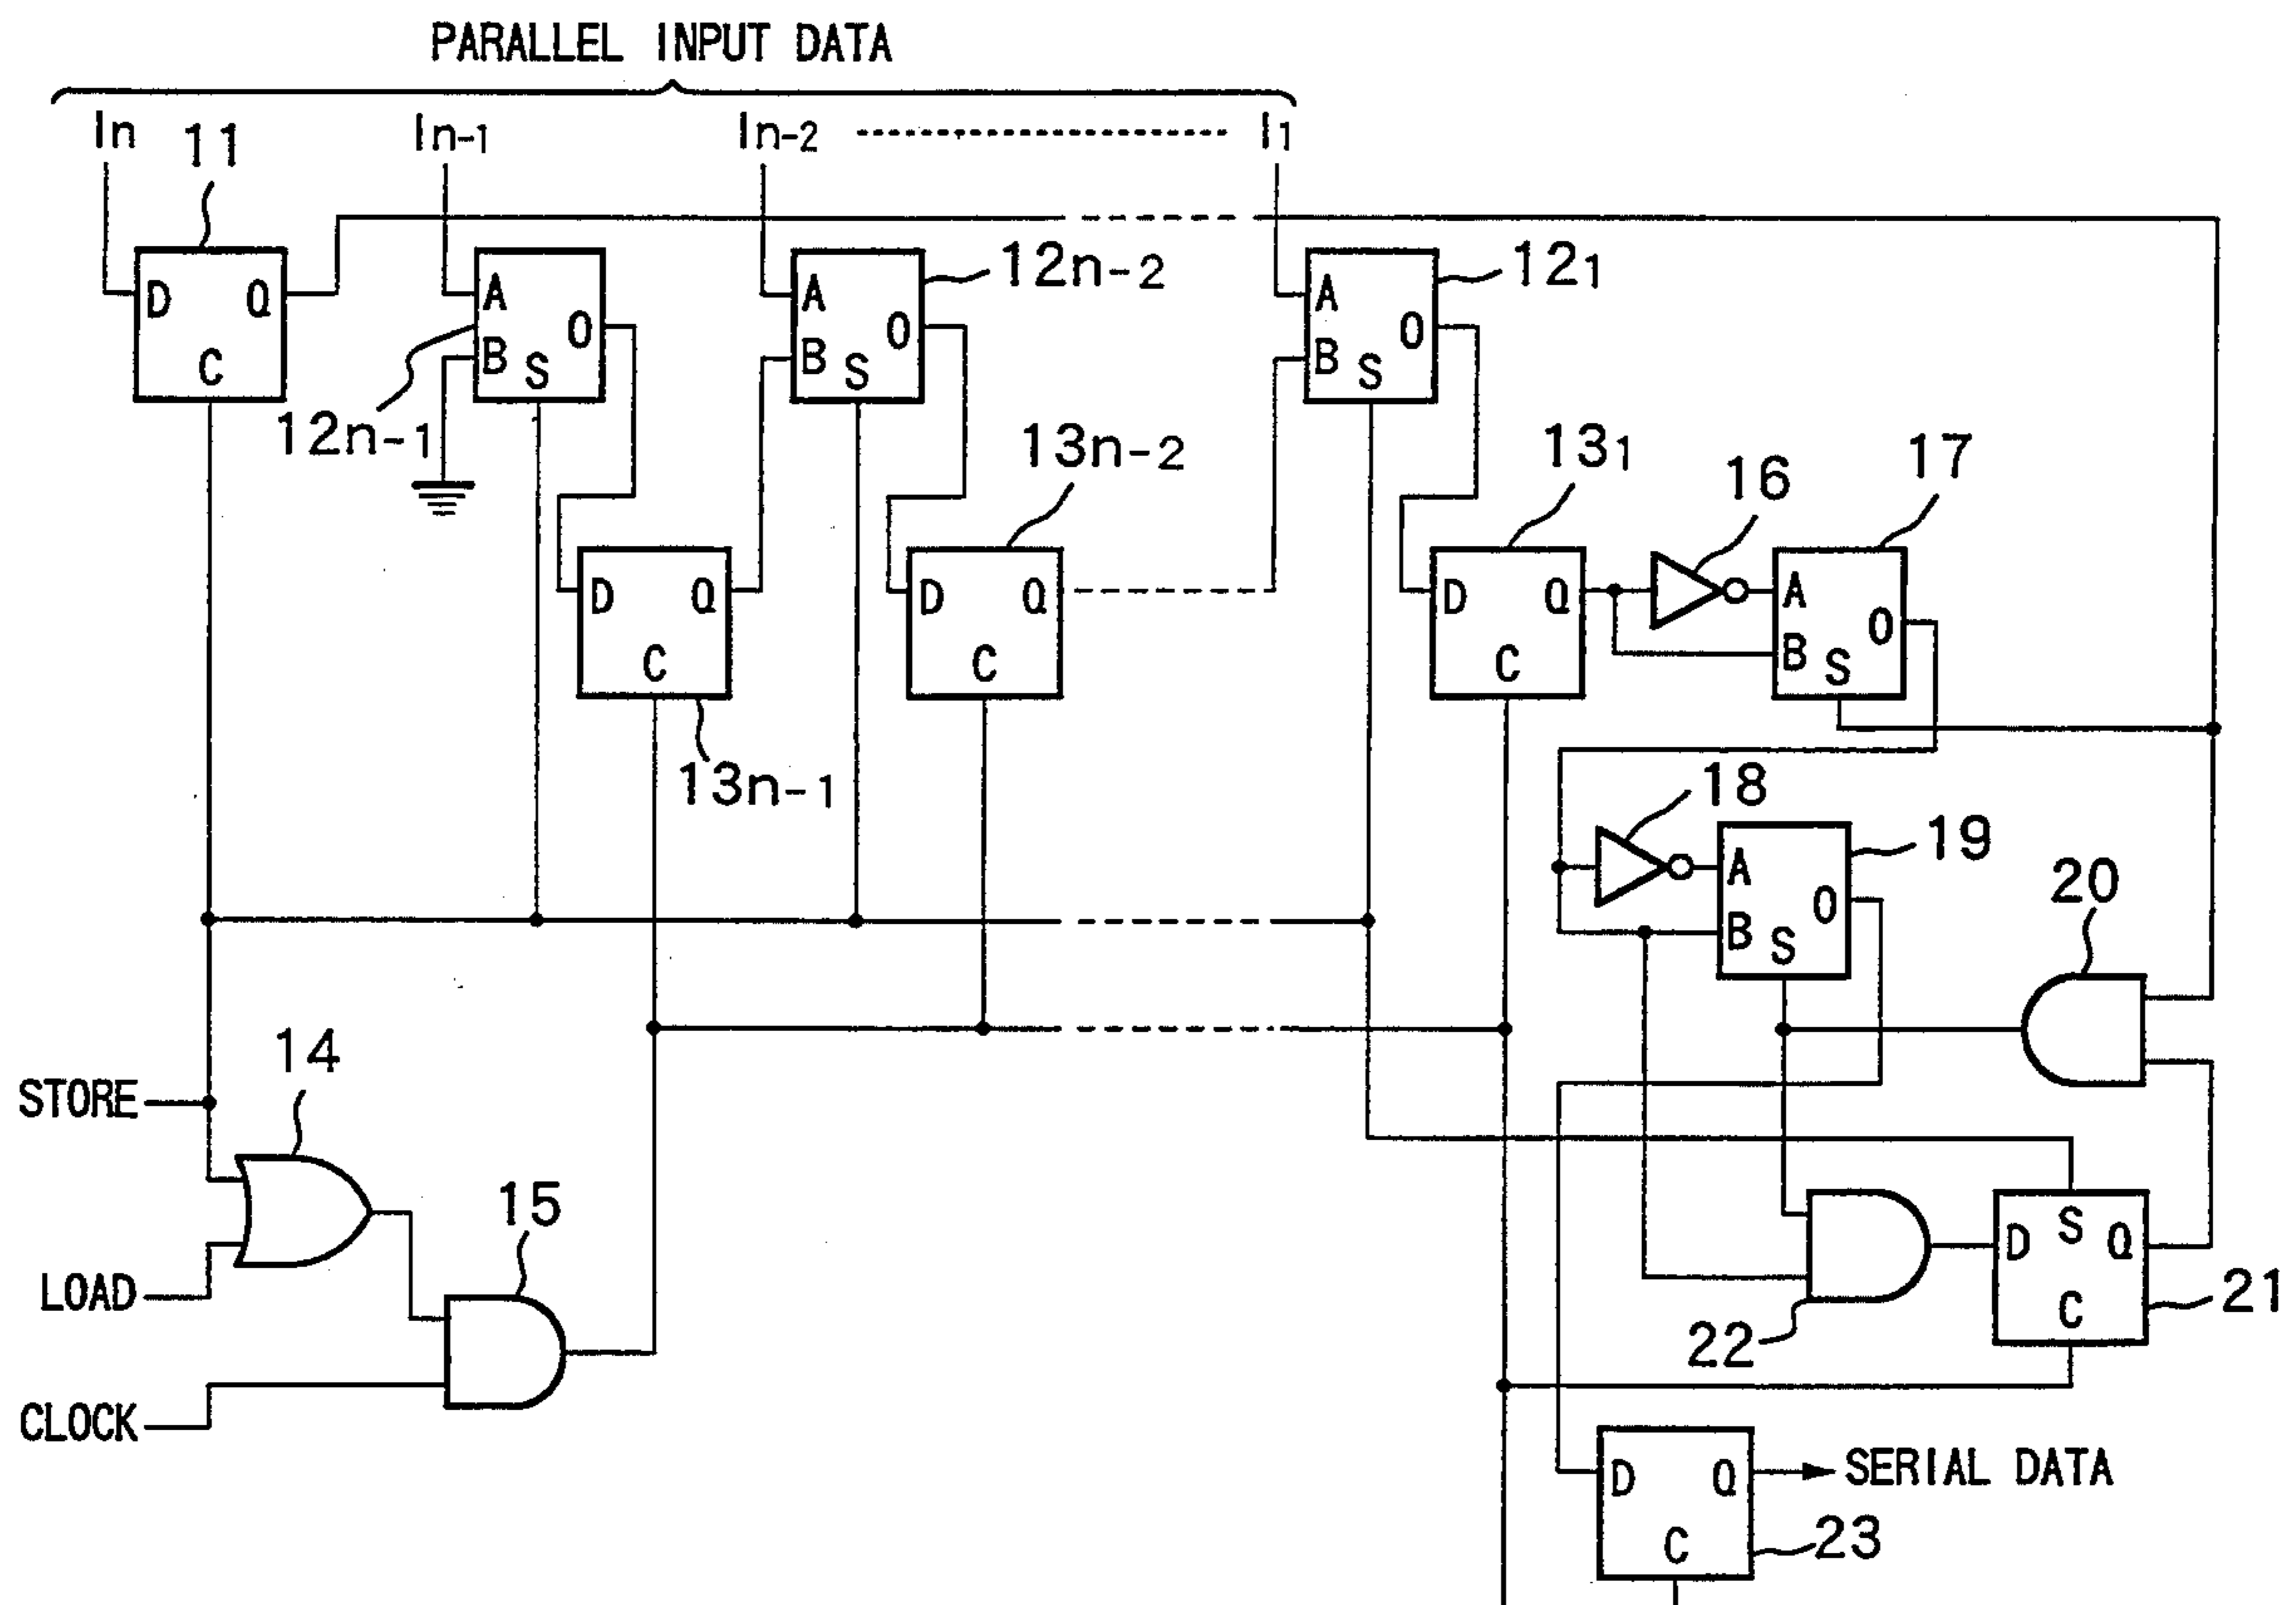 PARALLEL INPUT DATA
In 11 In-1 In-2 I1
D Q C
A B S O 12n-1
A B S O 12n-2
A B S O 121
D Q C 13n-1
D Q C 13n-2
D Q C 131
16
A B S O 17
18
A B S O 19
20
STORE
14
LOAD
15
CLOCK
22
D S Q C 21
D Q C 23
SERIAL DATA